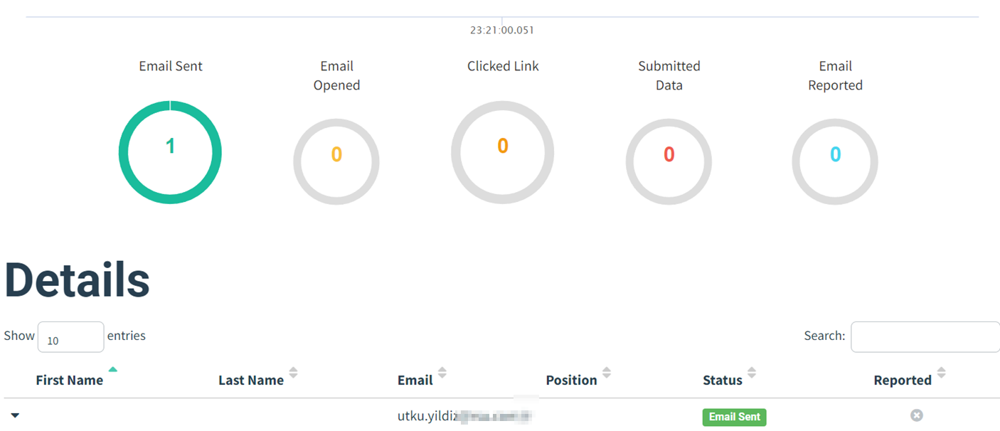 23:21:00.051
Email Sent
Email
Opened
Clicked Link
Submitted
Data
Email
Reported
1
0
0
0
0
Details
Show 10 entries
Search:
First Name Last Name Email Position Status Reported
utku.yildiz Email Sent